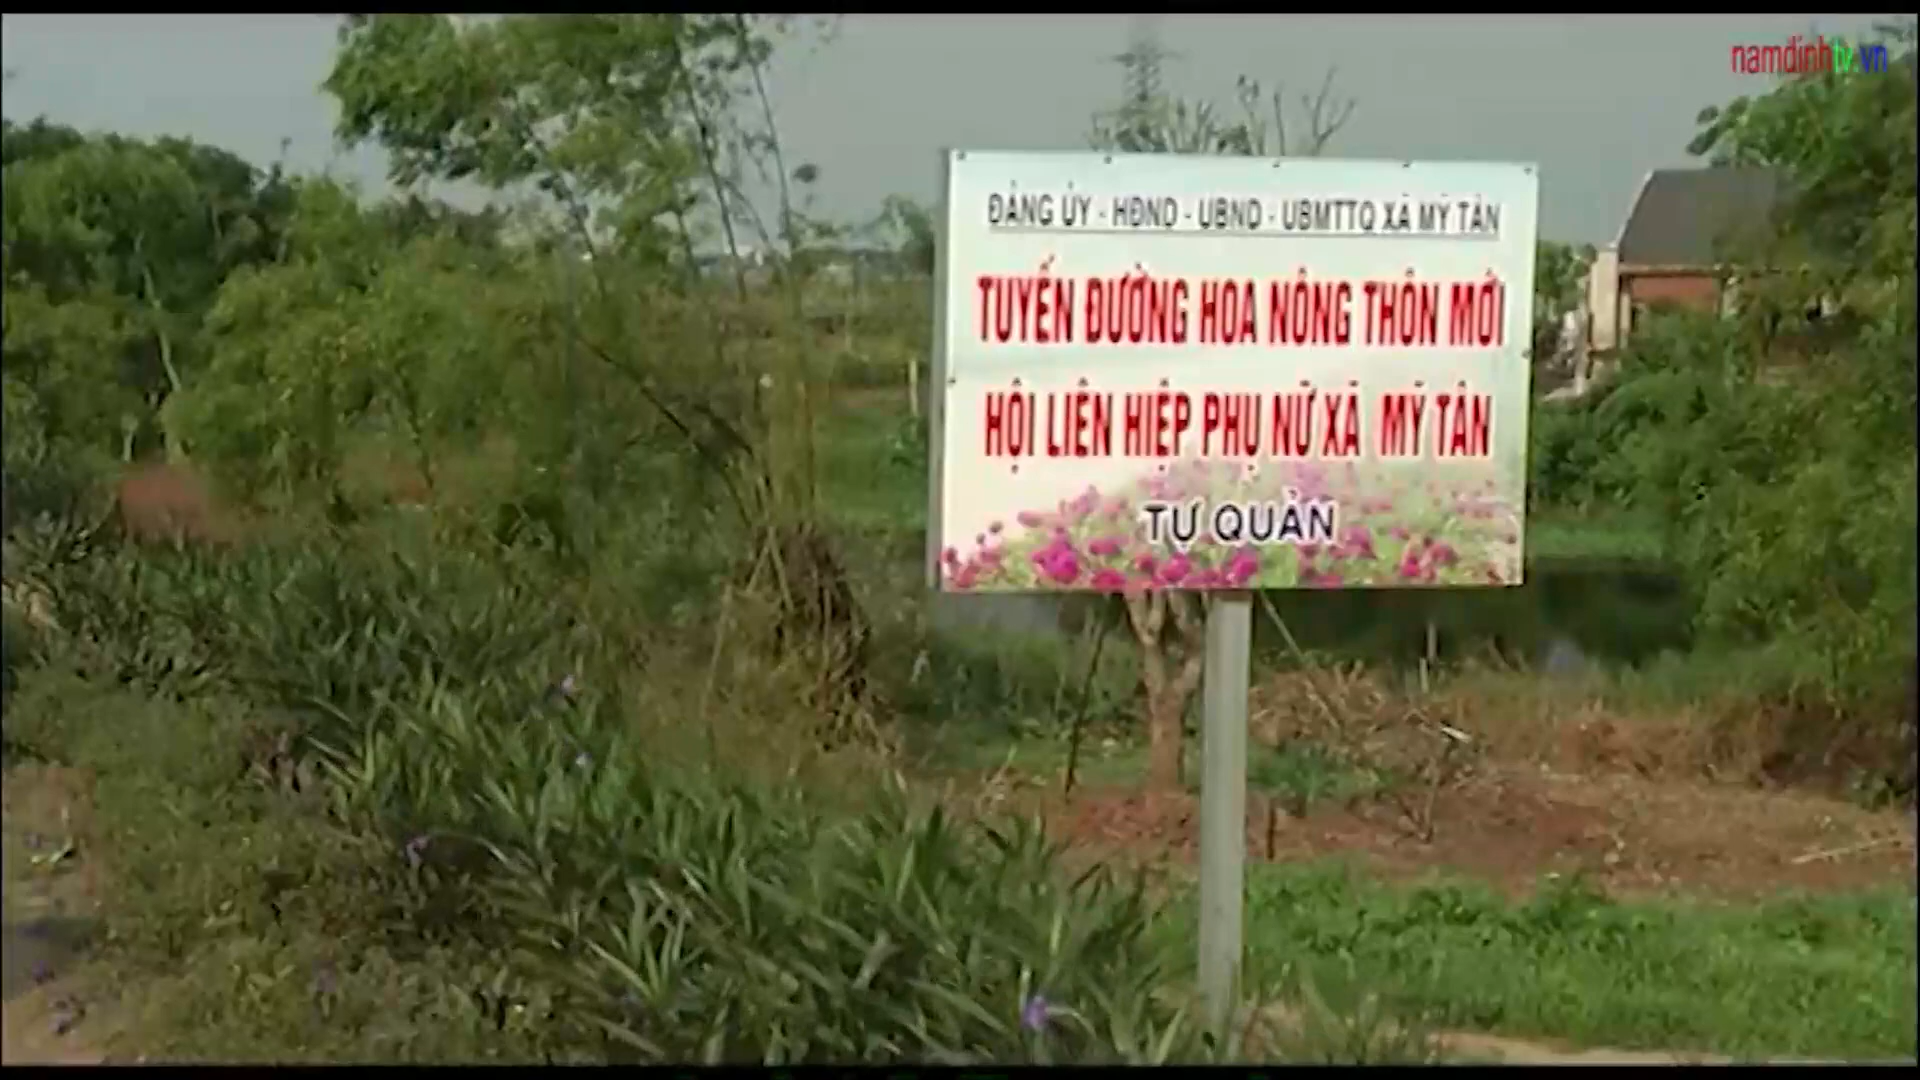 namdinhtv.vn
ĐẢNG ỦY - HĐND - UBND - UBMTTQ XÃ MỸ TÂN
TUYẾN ĐƯỜNG HOA NÔNG THÔN MỚI
HỘI LIÊN HIỆP PHỤ NỮ XÃ MỸ TÂN
TỰ QUẢN